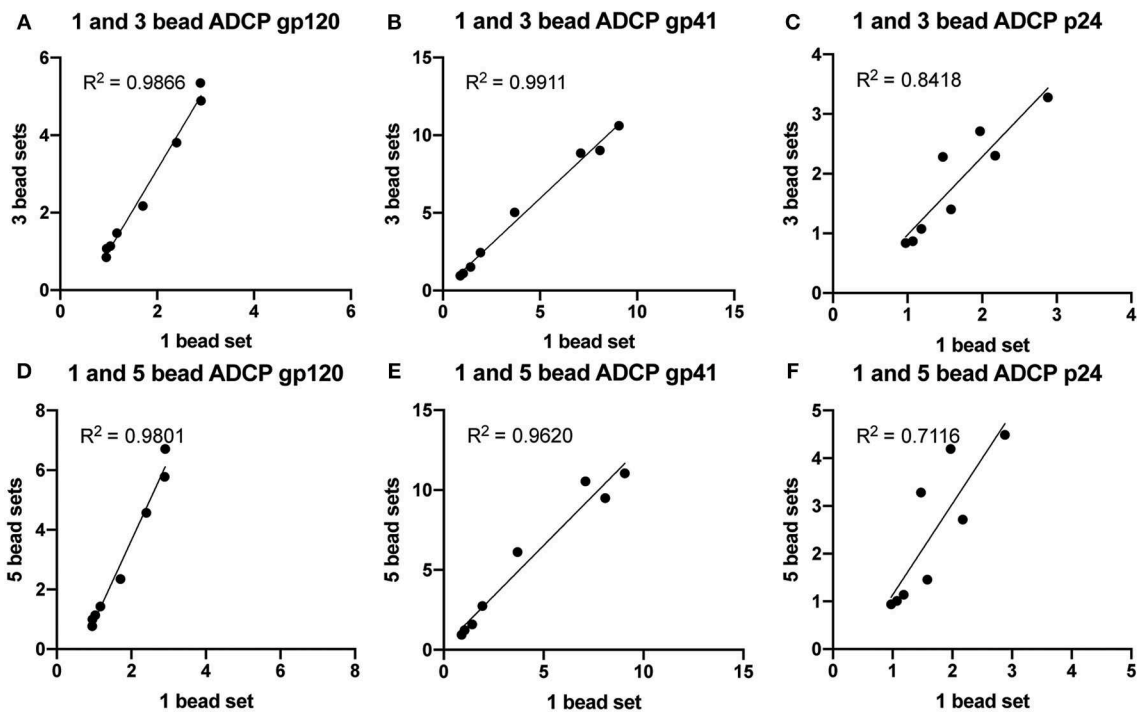 A 1 and 3 bead ADCP gp120
R² = 0.9866
6
4
2
0
3 bead sets
0 2 4 6
1 bead set
B 1 and 3 bead ADCP gp41
R² = 0.9911
15
10
5
0
3 bead sets
0 5 10 15
1 bead set
C 1 and 3 bead ADCP p24
R² = 0.8418
4
3
2
1
0
3 bead sets
0 1 2 3 4
1 bead set
D 1 and 5 bead ADCP gp120
R² = 0.9801
8
6
4
2
0
5 bead sets
0 2 4 6 8
1 bead set
E 1 and 5 bead ADCP gp41
R² = 0.9620
15
10
5
0
5 bead sets
0 5 10 15
1 bead set
F 1 and 5 bead ADCP p24
R² = 0.7116
5
4
3
2
1
0
5 bead sets
0 1 2 3 4 5
1 bead set